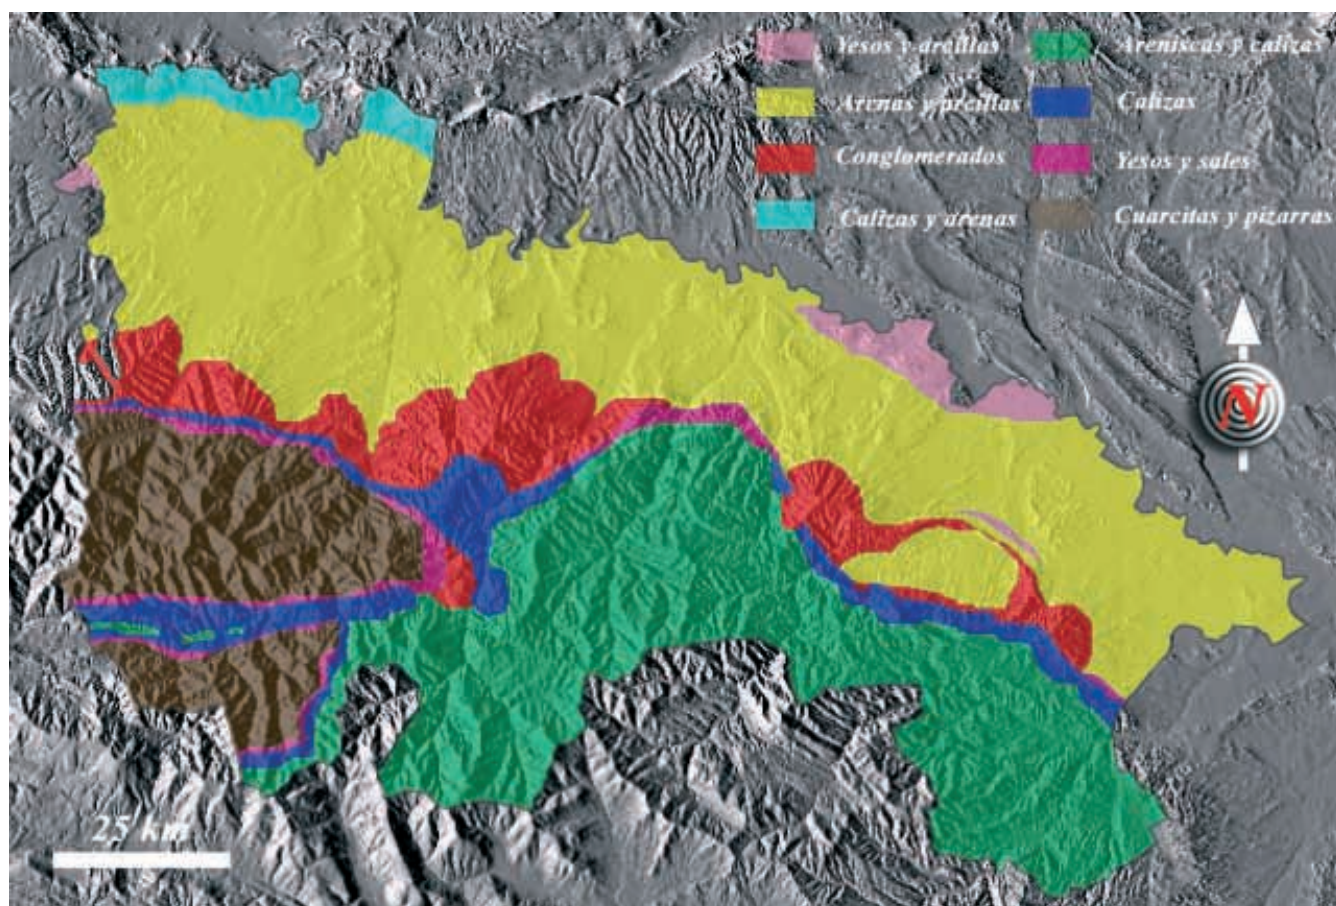 Yesos y arcillas
Areniscas y calizas
Arenas y arcillas
Calizas
Conglomerados
Yesos y sales
Calizas y arenas
Cuarcitas y pizarras
N
25 km